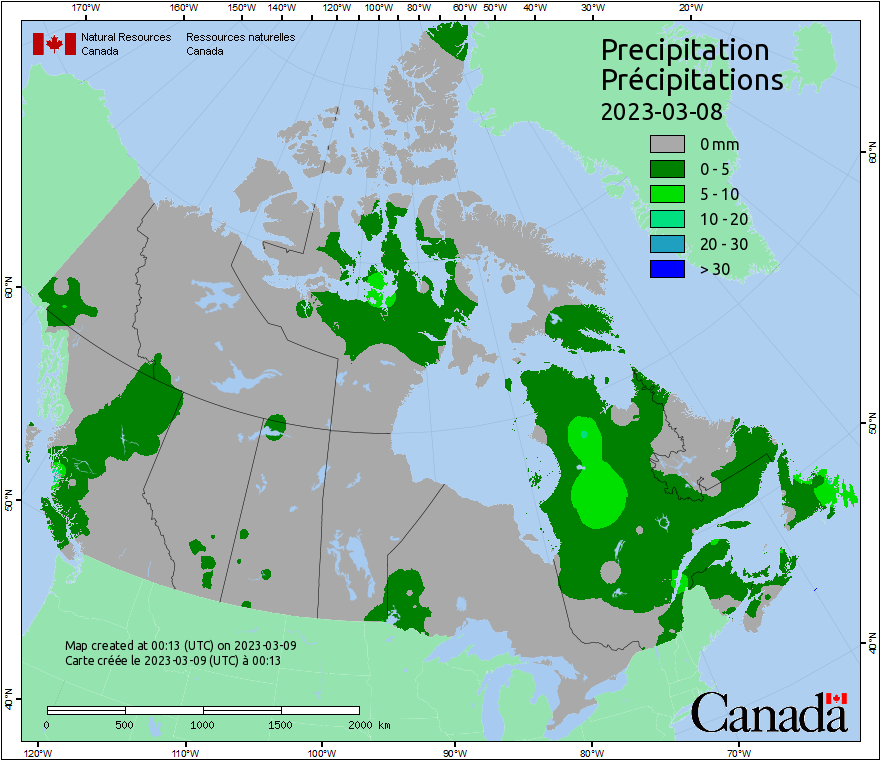 170°W 160°W 150°W 140°W 120°W 100°W 80°W 60°W 50°W 40°W 30°W 20°W
Natural Resources Ressources naturelles
Canada Canada
Precipitation
Précipitations
2023-03-08
0 mm
0 - 5
5 - 10
10 - 20
20 - 30
> 30
60°N
60°N
50°N
50°N
40°N
40°N
Map created at 00:13 (UTC) on 2023-03-09
Carte créée le 2023-03-09 (UTC) à 00:13
0 500 1000 1500 2000 km
Canada
120°W 110°W 100°W 90°W 80°W 70°W